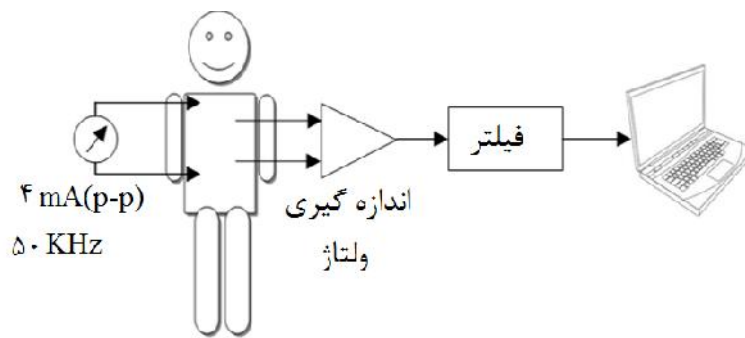 ۴ mA(p-p)
۵۰ KHz
اندازه گیری
ولتاژ
فیلتر